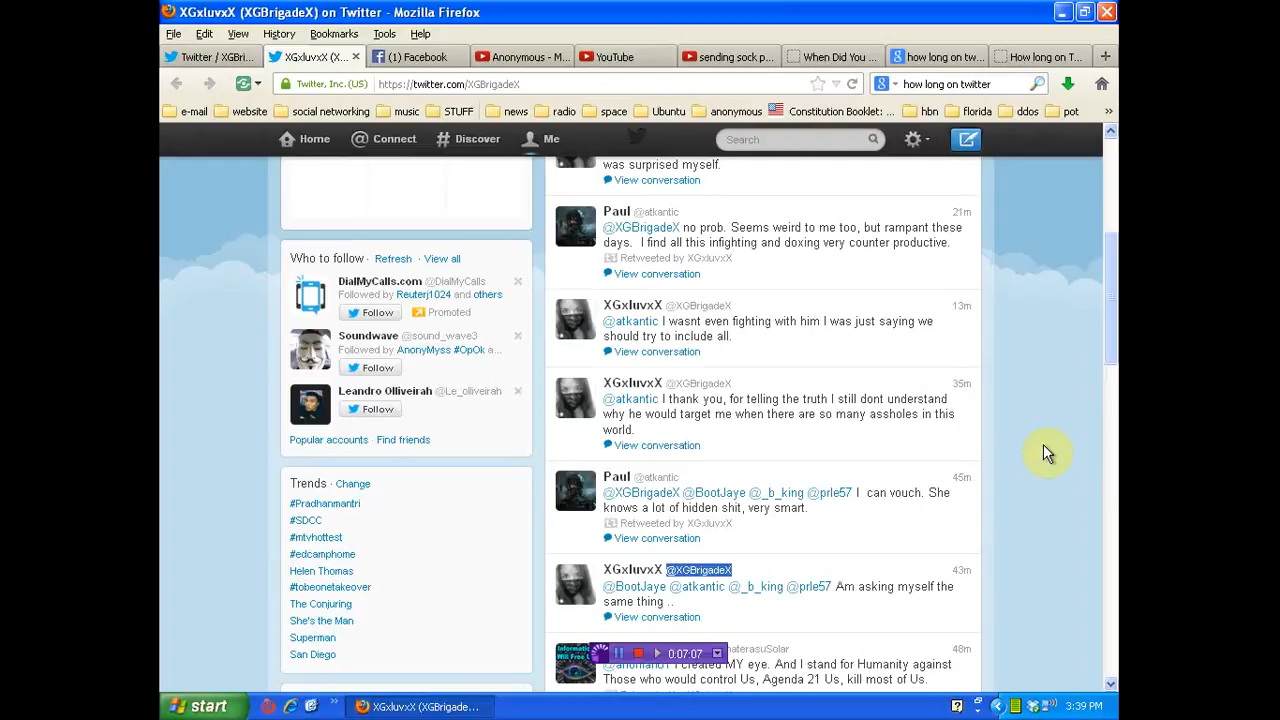 XGxluvxX (XGBrigadeX) on Twitter - Mozilla Firefox
File Edit View History Bookmarks Tools Help
Twitter / XGBri...
XGxluvxX (X...
(1) Facebook
Anonymous - M...
YouTube
sending sock p...
When Did You ...
how long on tw...
How long on T...
Twitter, Inc. (US)
https://twitter.com/XGBrigadeX
how long on twitter
e-mail website social networking music STUFF news radio space Ubuntu anonymous Constitution Booklet:... hbn florida ddos pot »
Home Connect Discover Me
Search
was surprised myself.
View conversation
Paul @atkantic 21m
@XGBrigadeX no prob. Seems weird to me too, but rampant these
days. I find all this infighting and doxing very counter productive.
Retweeted by XGxluvxX
View conversation
XGxluvxX @XGBrigadeX 13m
@atkantic I wasnt even fighting with him I was just saying we
should try to include all.
View conversation
XGxluvxX @XGBrigadeX 35m
@atkantic I thank you, for telling the truth I still dont understand
why he would target me when there are so many assholes in this
world.
View conversation
Paul @atkantic 45m
@XGBrigadeX @BootJaye @_b_king @prle57 I can vouch. She
knows a lot of hidden shit, very smart.
Retweeted by XGxluvxX
View conversation
XGxluvxX @XGBrigadeX 43m
@BootJaye @atkantic @_b_king @prle57 Am asking myself the
same thing ..
View conversation
materasuSolar 48m
I created MY eye. And I stand for Humanity against
Those who would control Us, Agenda 21 Us, kill most of Us.
Who to follow · Refresh · View all
DialMyCalls.com @DialMyCalls
Followed by Reuterj1024 and others
Follow Promoted
Soundwave @sound_wave3
Followed by AnonyMyss #OpOk a...
Follow
Leandro Olliveirah @Le_olliveirah
Follow
Popular accounts · Find friends
Trends · Change
#Pradhanmantri
#SDCC
#mtvhottest
#edcamphome
Helen Thomas
#tobeonetakeover
The Conjuring
She's the Man
Superman
San Diego
0:07:07
start
XGxluvxX (XGBrigade...
3:39 PM